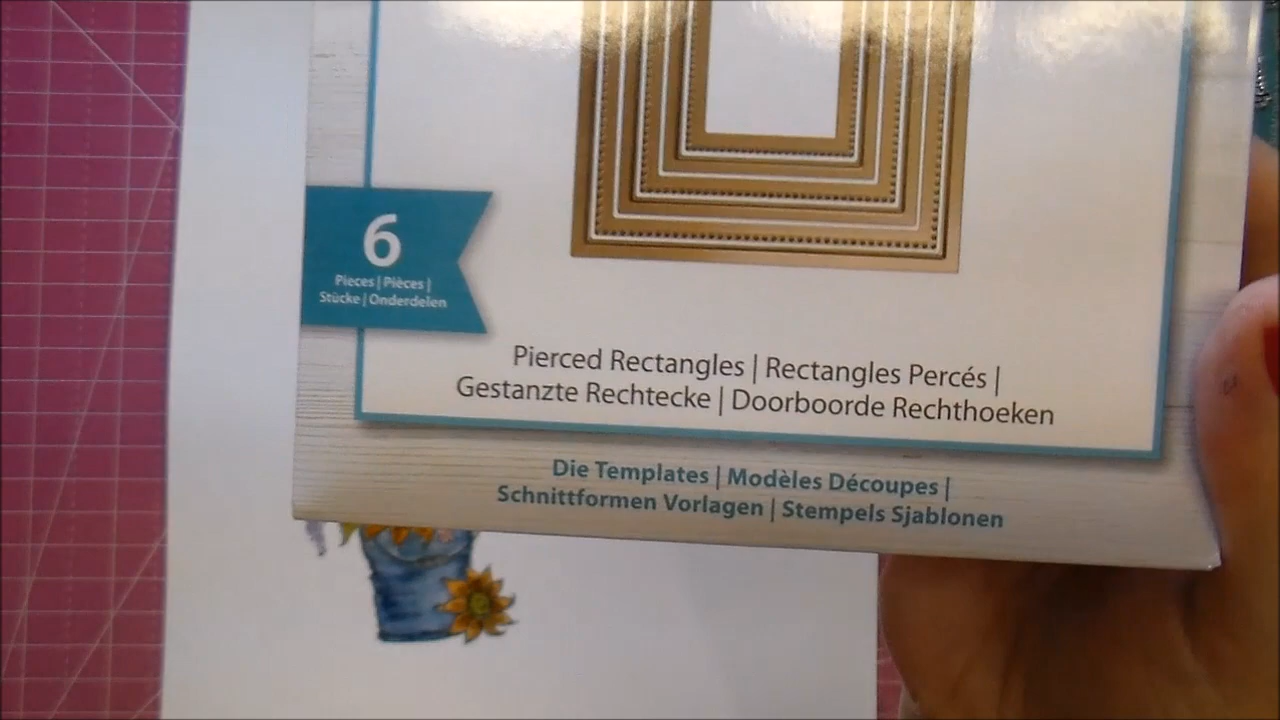 6
Pieces | Pièces |
Stücke | Onderdelen
Pierced Rectangles | Rectangles Percés |
Gestanzte Rechtecke | Doorboorde Rechthoeken
Die Templates | Modèles Découpes |
Schnittformen Vorlagen | Stempels Sjablonen